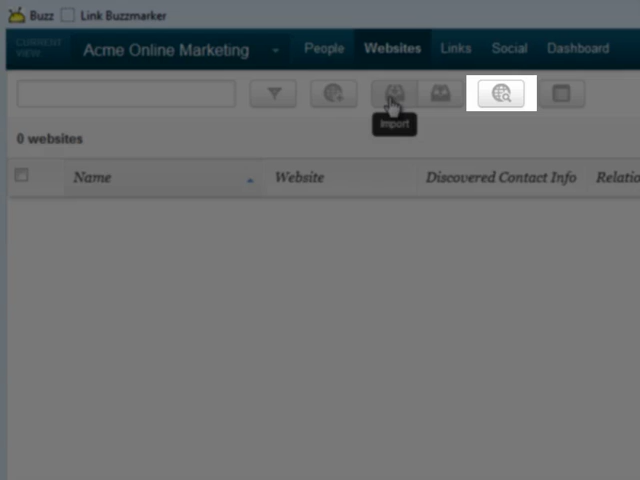 Buzz Link Buzzmarker
CURRENT
VIEW:
Acme Online Marketing People Websites Links Social Dashboard
Import
0 websites
Name Website Discovered Contact Info Relatio